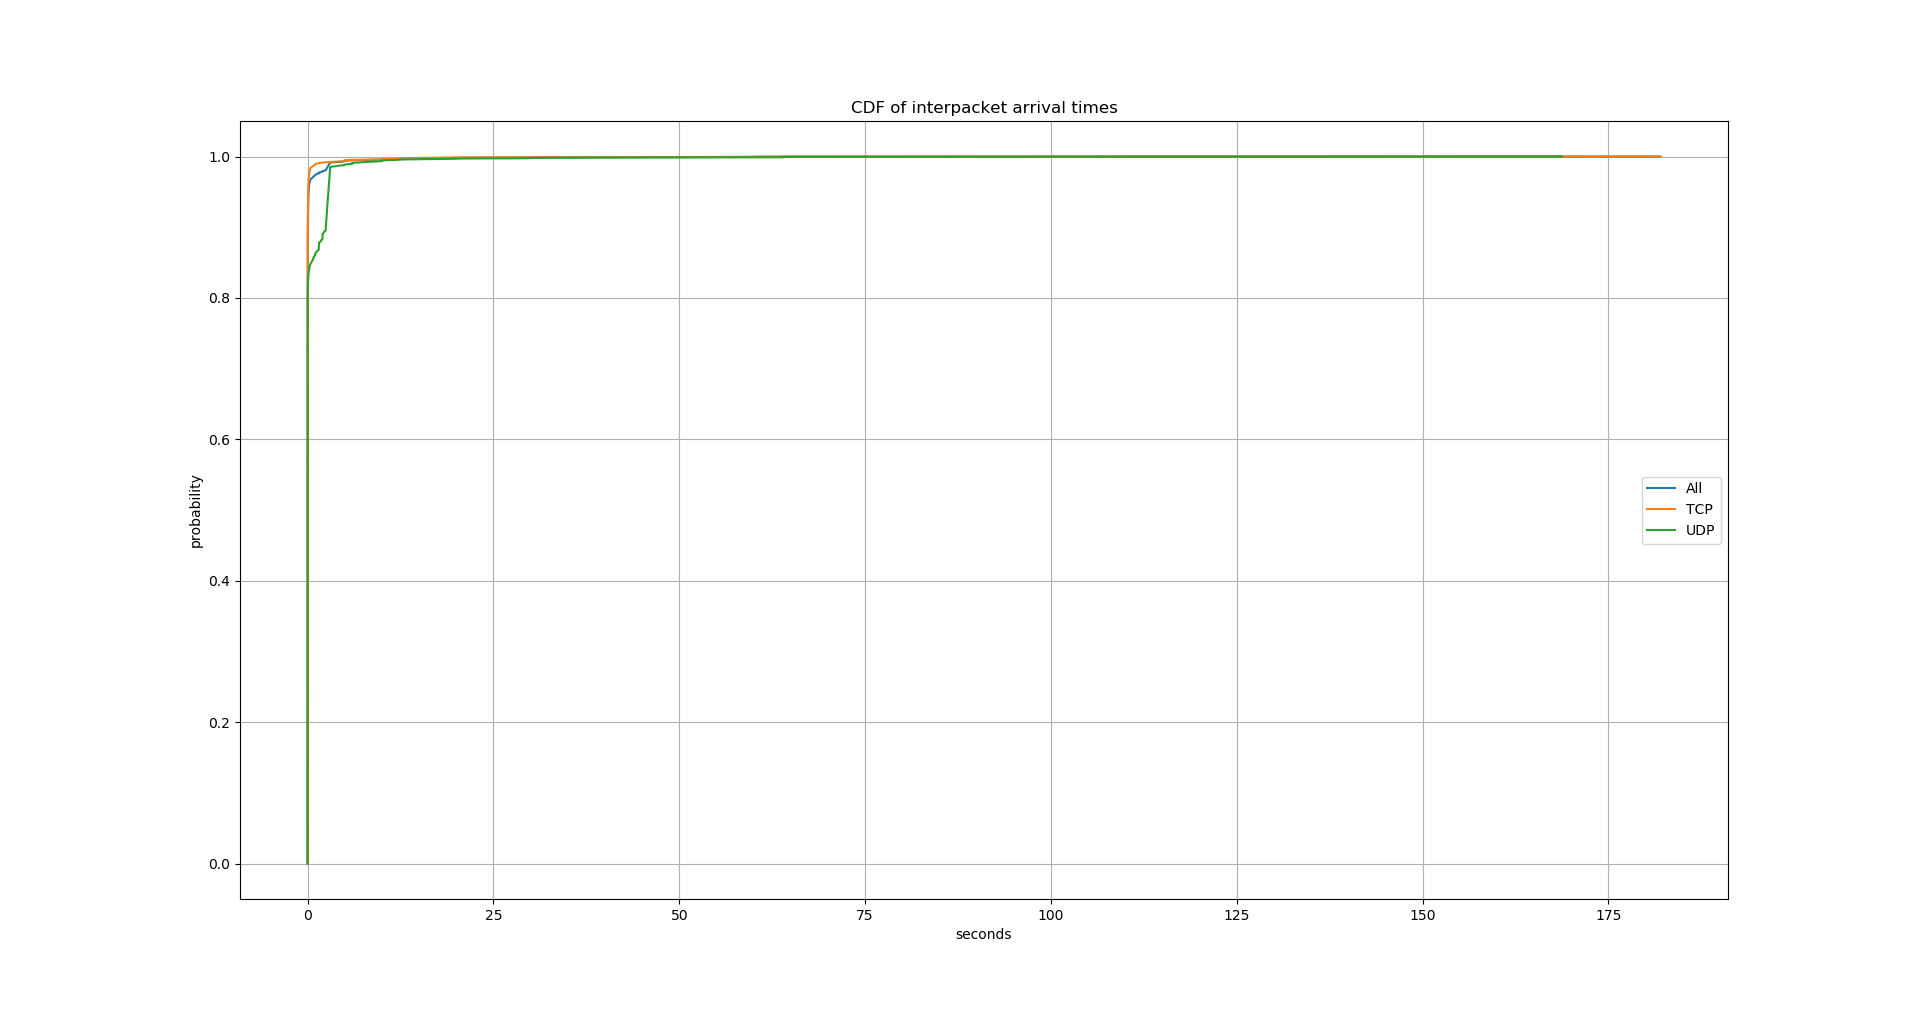 CDF of interpacket arrival times
1.0
0.8
0.6
0.4
0.2
0.0
probability
All
TCP
UDP
0 25 50 75 100 125 150 175
seconds